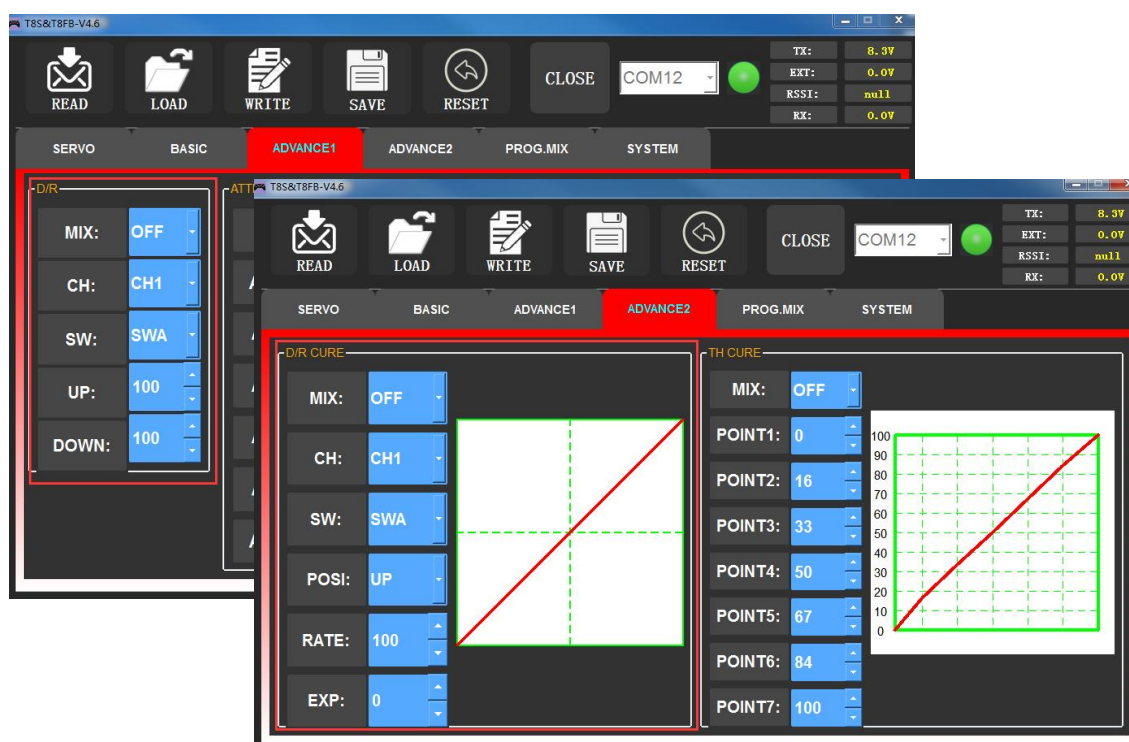 T8S&T8FB-V4.6
READ
LOAD
WRITE
SAVE
RESET
CLOSE
COM12
TX: 8.3V
EXT: 0.0V
RSSI: null
RX: 0.0V
SERVO
BASIC
ADVANCE1
ADVANCE2
PROG.MIX
SYSTEM
D/R
MIX: OFF
CH: CH1
SW: SWA
UP: 100
DOWN: 100
T8S&T8FB-V4.6
READ
LOAD
WRITE
SAVE
RESET
CLOSE
COM12
TX: 8.3V
EXT: 0.0V
RSSI: null
RX: 0.0V
SERVO
BASIC
ADVANCE1
ADVANCE2
PROG.MIX
SYSTEM
D/R CURE
MIX: OFF
CH: CH1
SW: SWA
POSI: UP
RATE: 100
EXP: 0
TH CURE
MIX: OFF
POINT1: 0
POINT2: 16
POINT3: 33
POINT4: 50
POINT5: 67
POINT6: 84
POINT7: 100
100
90
80
70
60
50
40
30
20
10
0